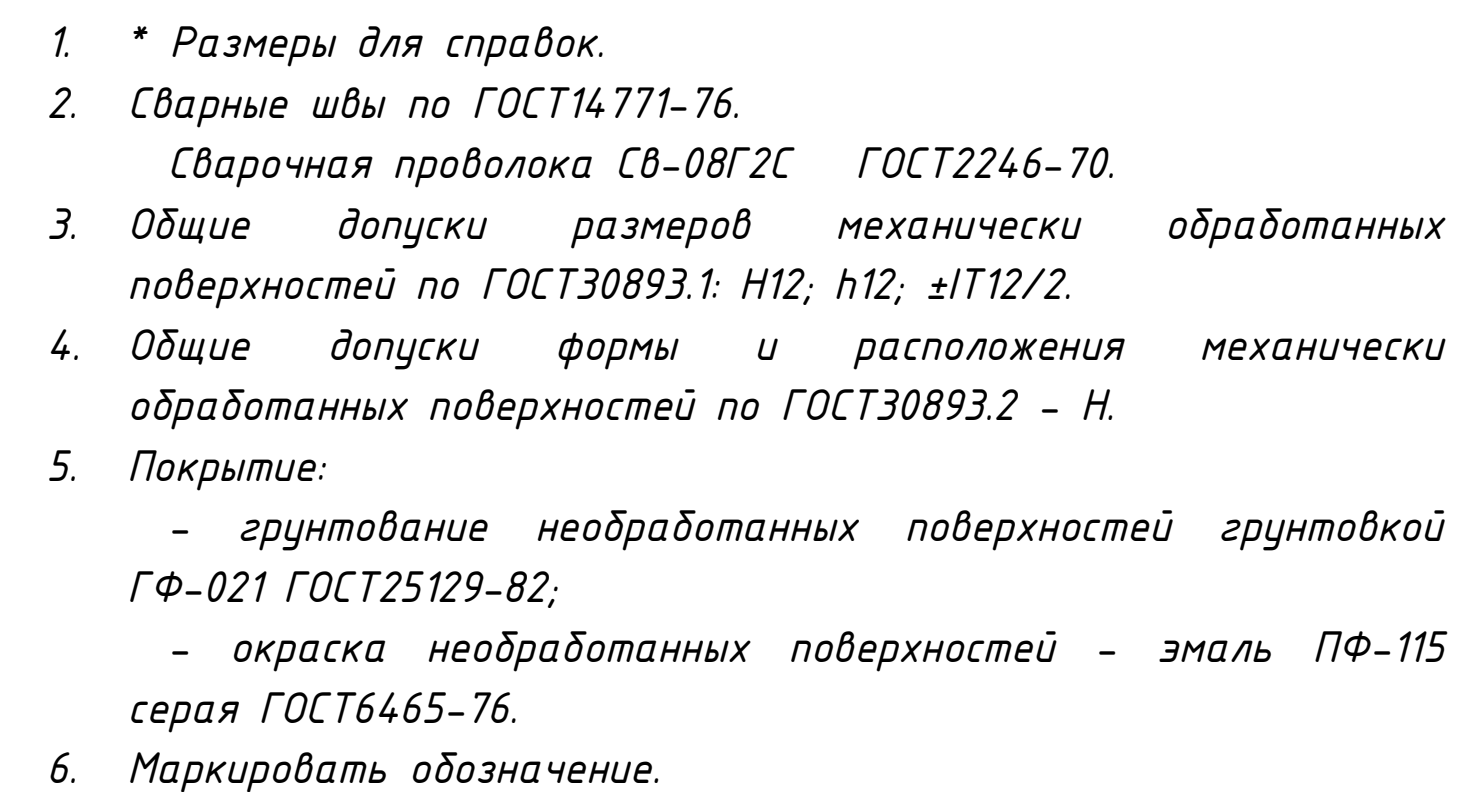 1. * Размеры для справок.
2. Сварные швы по ГОСТ14771-76.
Сварочная проволока Св-08Г2С ГОСТ2246-70.
3. Общие допуски размеров механически обработанных
поверхностей по ГОСТ30893.1: Н12; h12; ±IT12/2.
4. Общие допуски формы и расположения механически
обработанных поверхностей по ГОСТ30893.2 - Н.
5. Покрытие:
- грунтование необработанных поверхностей грунтовкой
ГФ-021 ГОСТ25129-82;
- окраска необработанных поверхностей - эмаль ПФ-115
серая ГОСТ6465-76.
6. Маркировать обозначение.